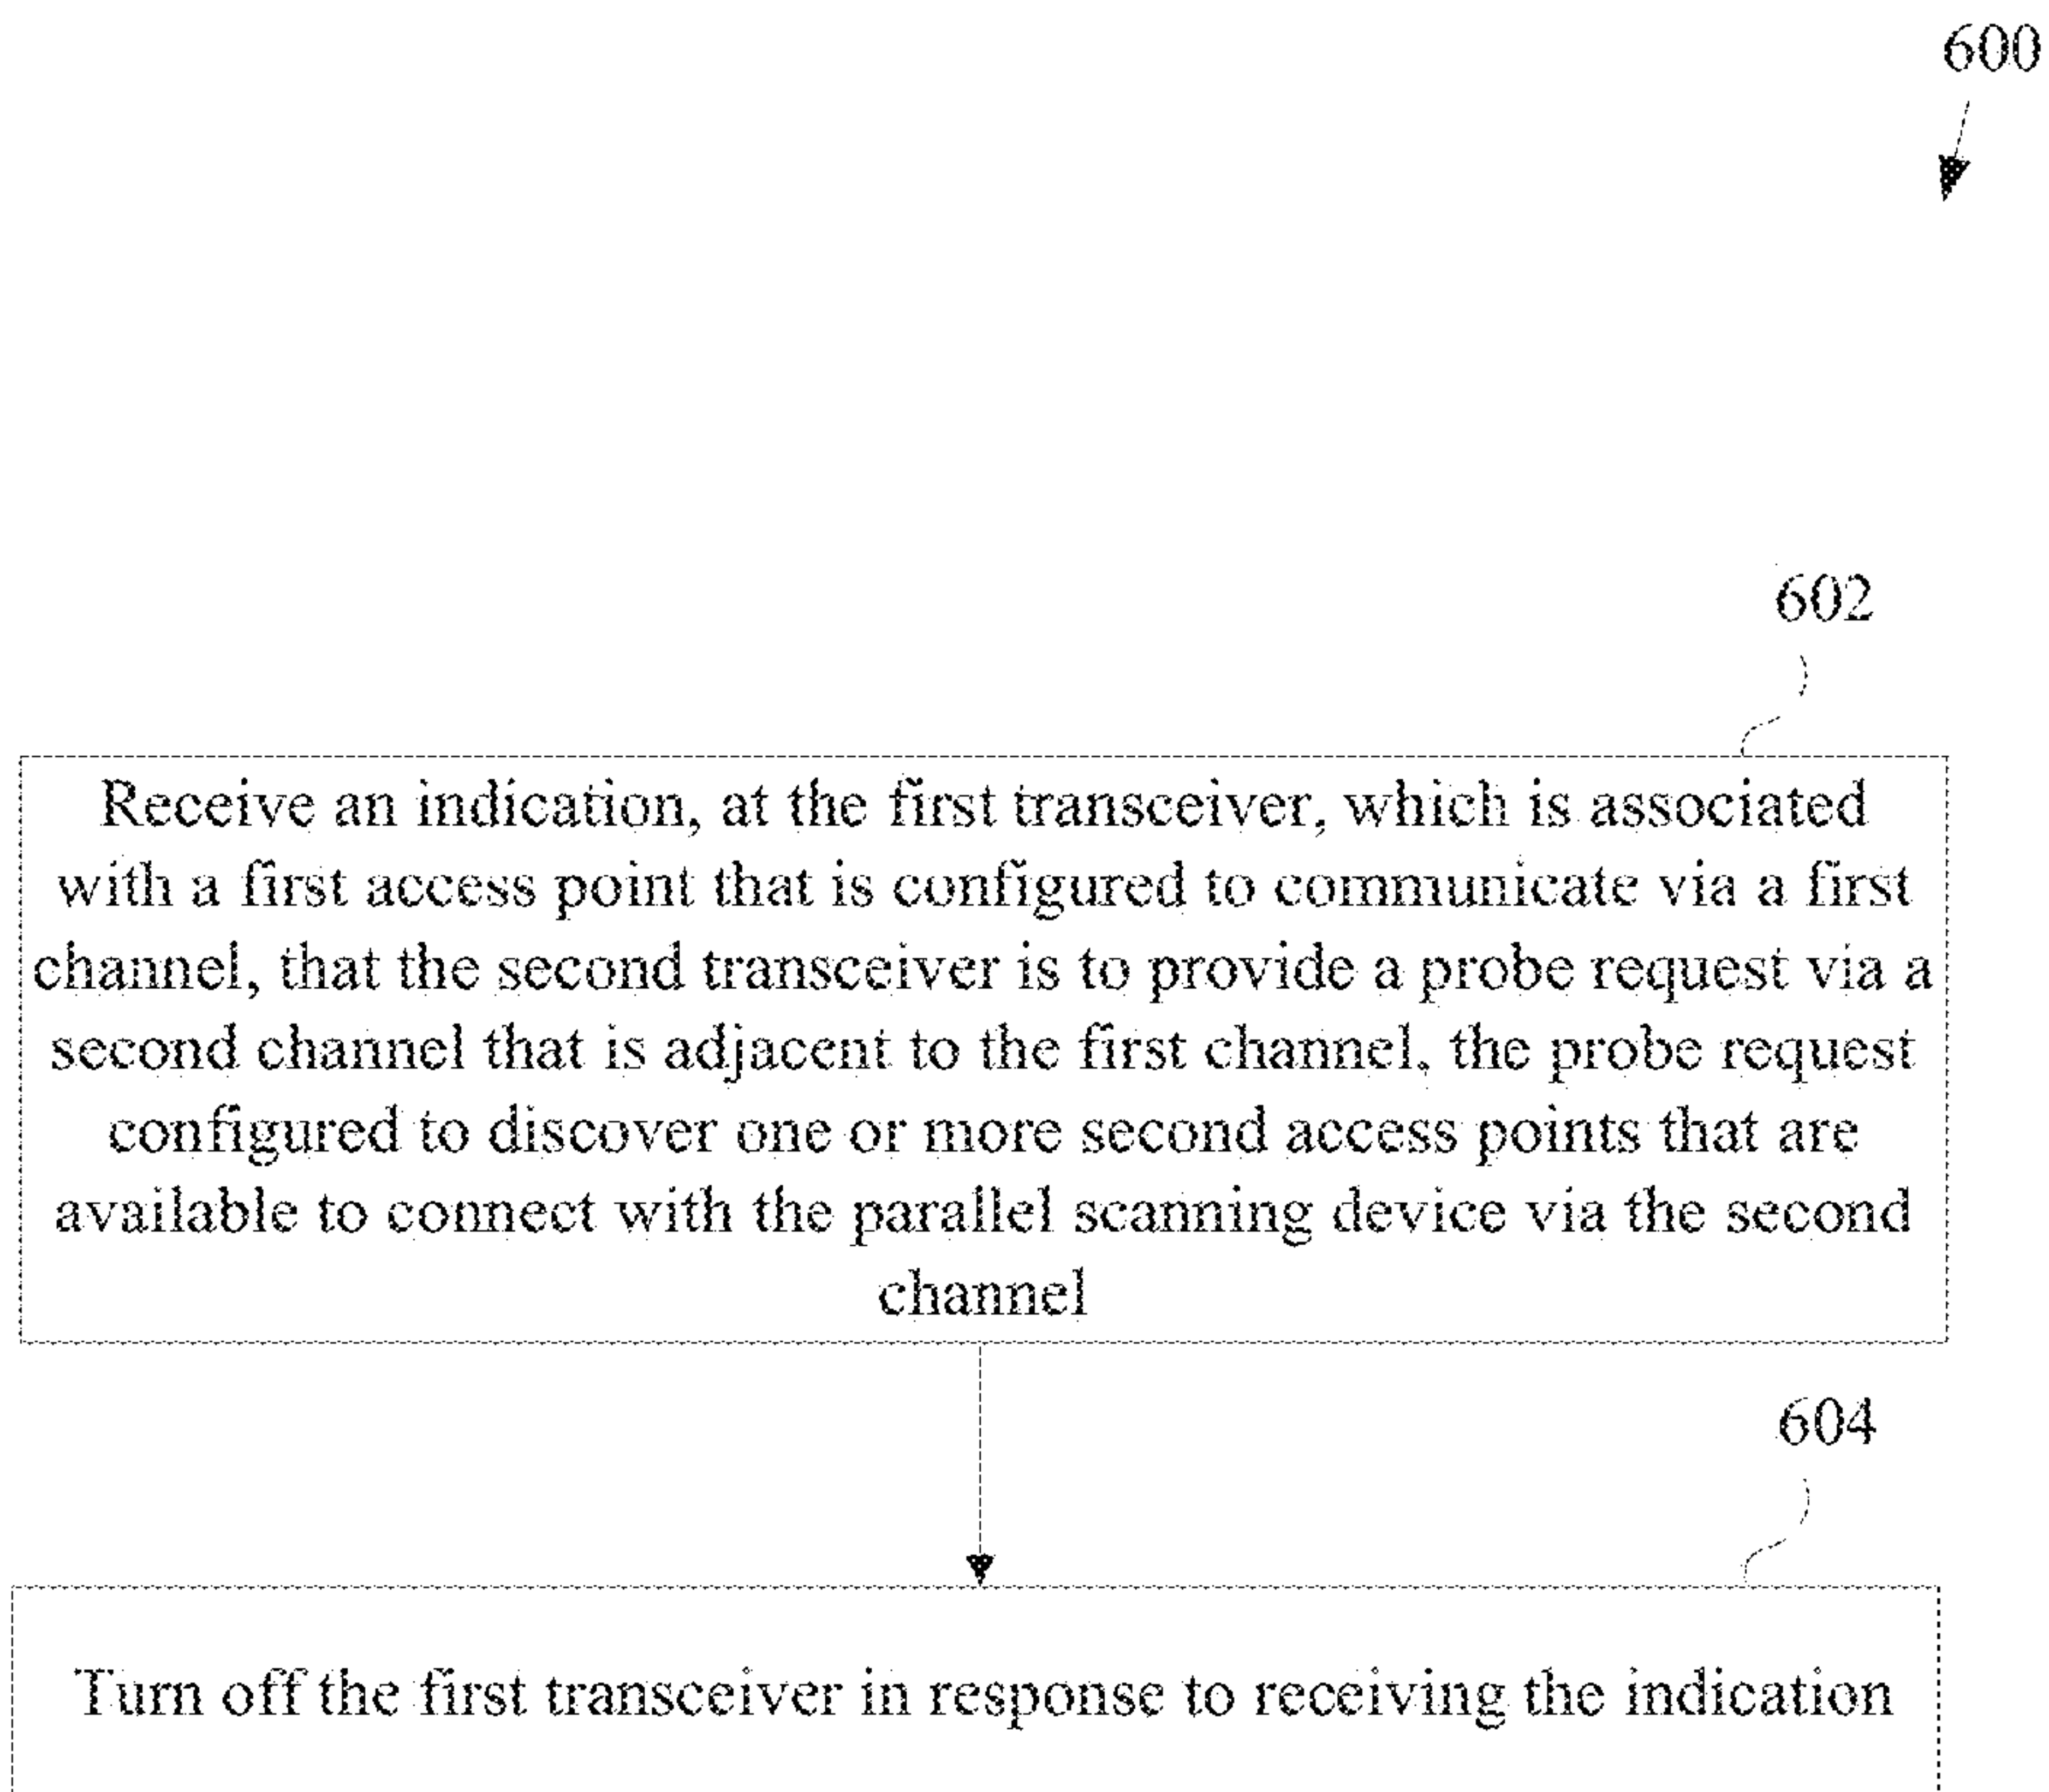 600
602
Receive an indication, at the first transceiver, which is associated
with a first access point that is configured to communicate via a first
channel, that the second transceiver is to provide a probe request via a
second channel that is adjacent to the first channel, the probe request
configured to discover one or more second access points that are
available to connect with the parallel scanning device via the second
channel
604
Turn off the first transceiver in response to receiving the indication